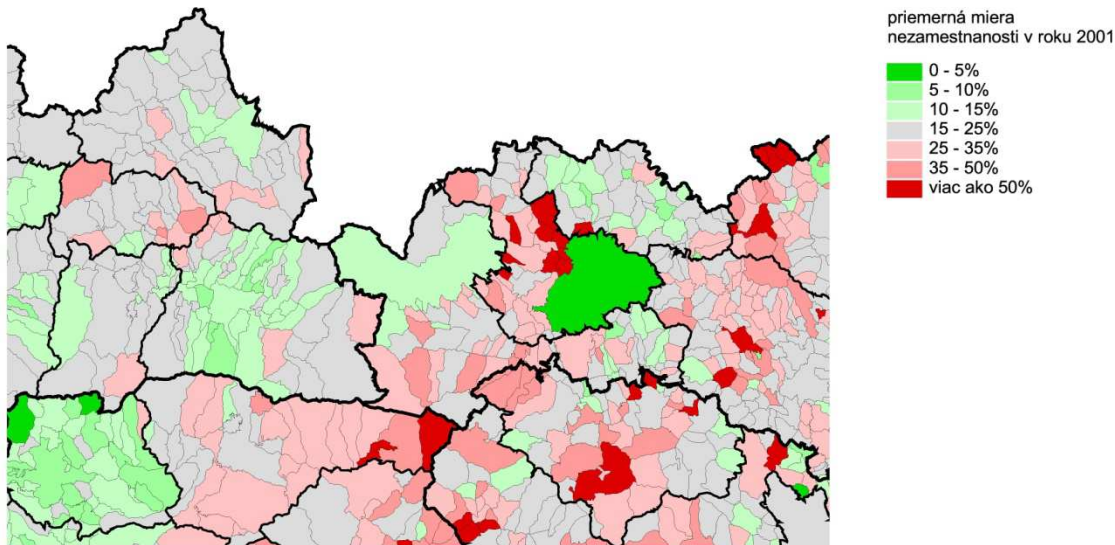 priemerná miera
nezamestnanosti v roku 2001
0 - 5%
5 - 10%
10 - 15%
15 - 25%
25 - 35%
35 - 50%
viac ako 50%